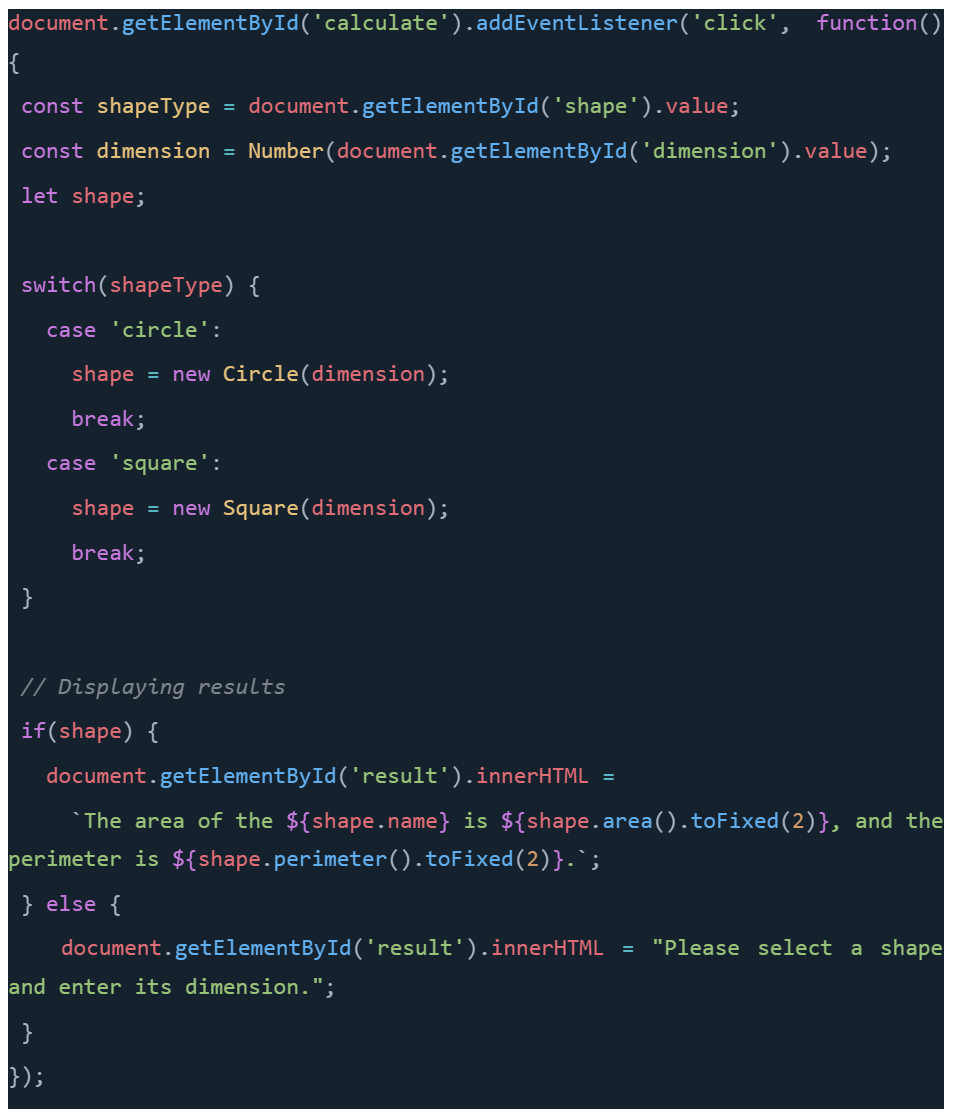 document.getElementById('calculate').addEventListener('click', function()
{
const shapeType = document.getElementById('shape').value;
const dimension = Number(document.getElementById('dimension').value);
let shape;
switch(shapeType) {
case 'circle':
shape = new Circle(dimension);
break;
case 'square':
shape = new Square(dimension);
break;
}
// Displaying results
if(shape) {
document.getElementById('result').innerHTML =
`The area of the ${shape.name} is ${shape.area().toFixed(2)}, and the
perimeter is ${shape.perimeter().toFixed(2)}.`;
} else {
document.getElementById('result').innerHTML = "Please select a shape
and enter its dimension.";
}
});